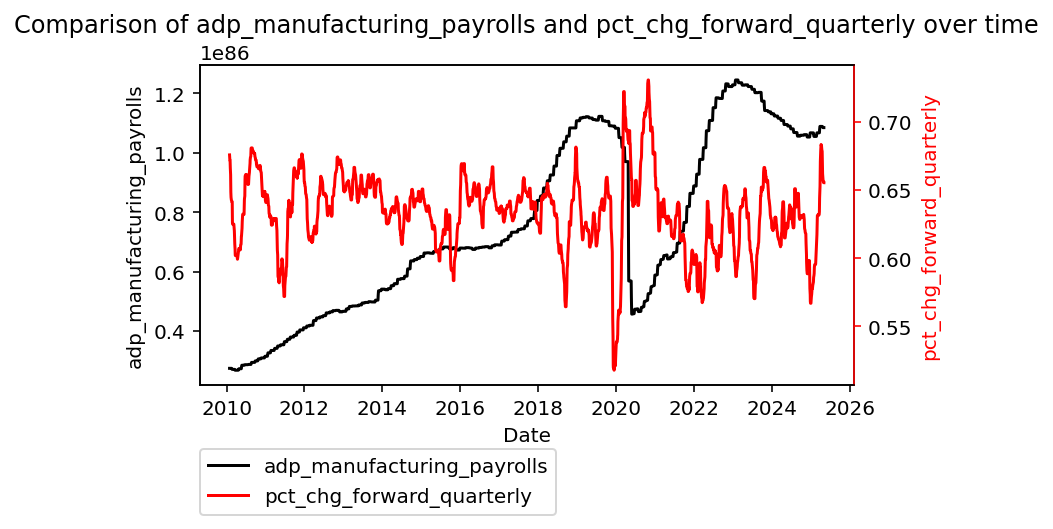 Comparison of adp_manufacturing_payrolls and pct_chg_forward_quarterly over time
1e86
adp_manufacturing_payrolls
1.2
1.0
0.8
0.6
0.4
0.70
0.65
0.60
0.55
pct_chg_forward_quarterly
2010 2012 2014 2016 2018 2020 2022 2024 2026
Date
adp_manufacturing_payrolls
pct_chg_forward_quarterly